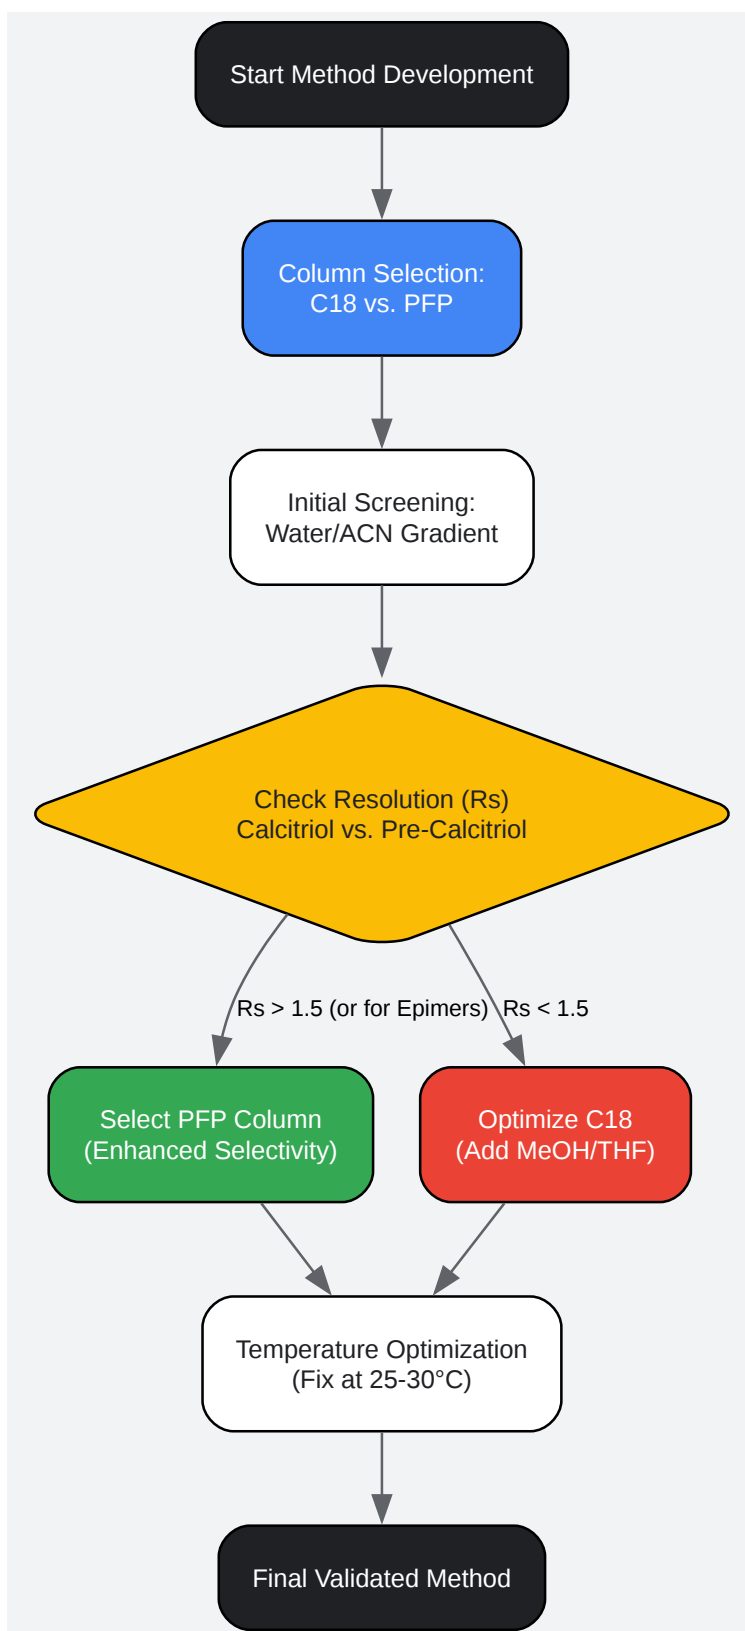 Start Method Development
Column Selection:
C18 vs. PFP
Initial Screening:
Water/ACN Gradient
Check Resolution (Rs)
Calcitriol vs. Pre-Calcitriol
Rs > 1.5 (or for Epimers)
Rs < 1.5
Select PFP Column
(Enhanced Selectivity)
Optimize C18
(Add MeOH/THF)
Temperature Optimization
(Fix at 25-30°C)
Final Validated Method